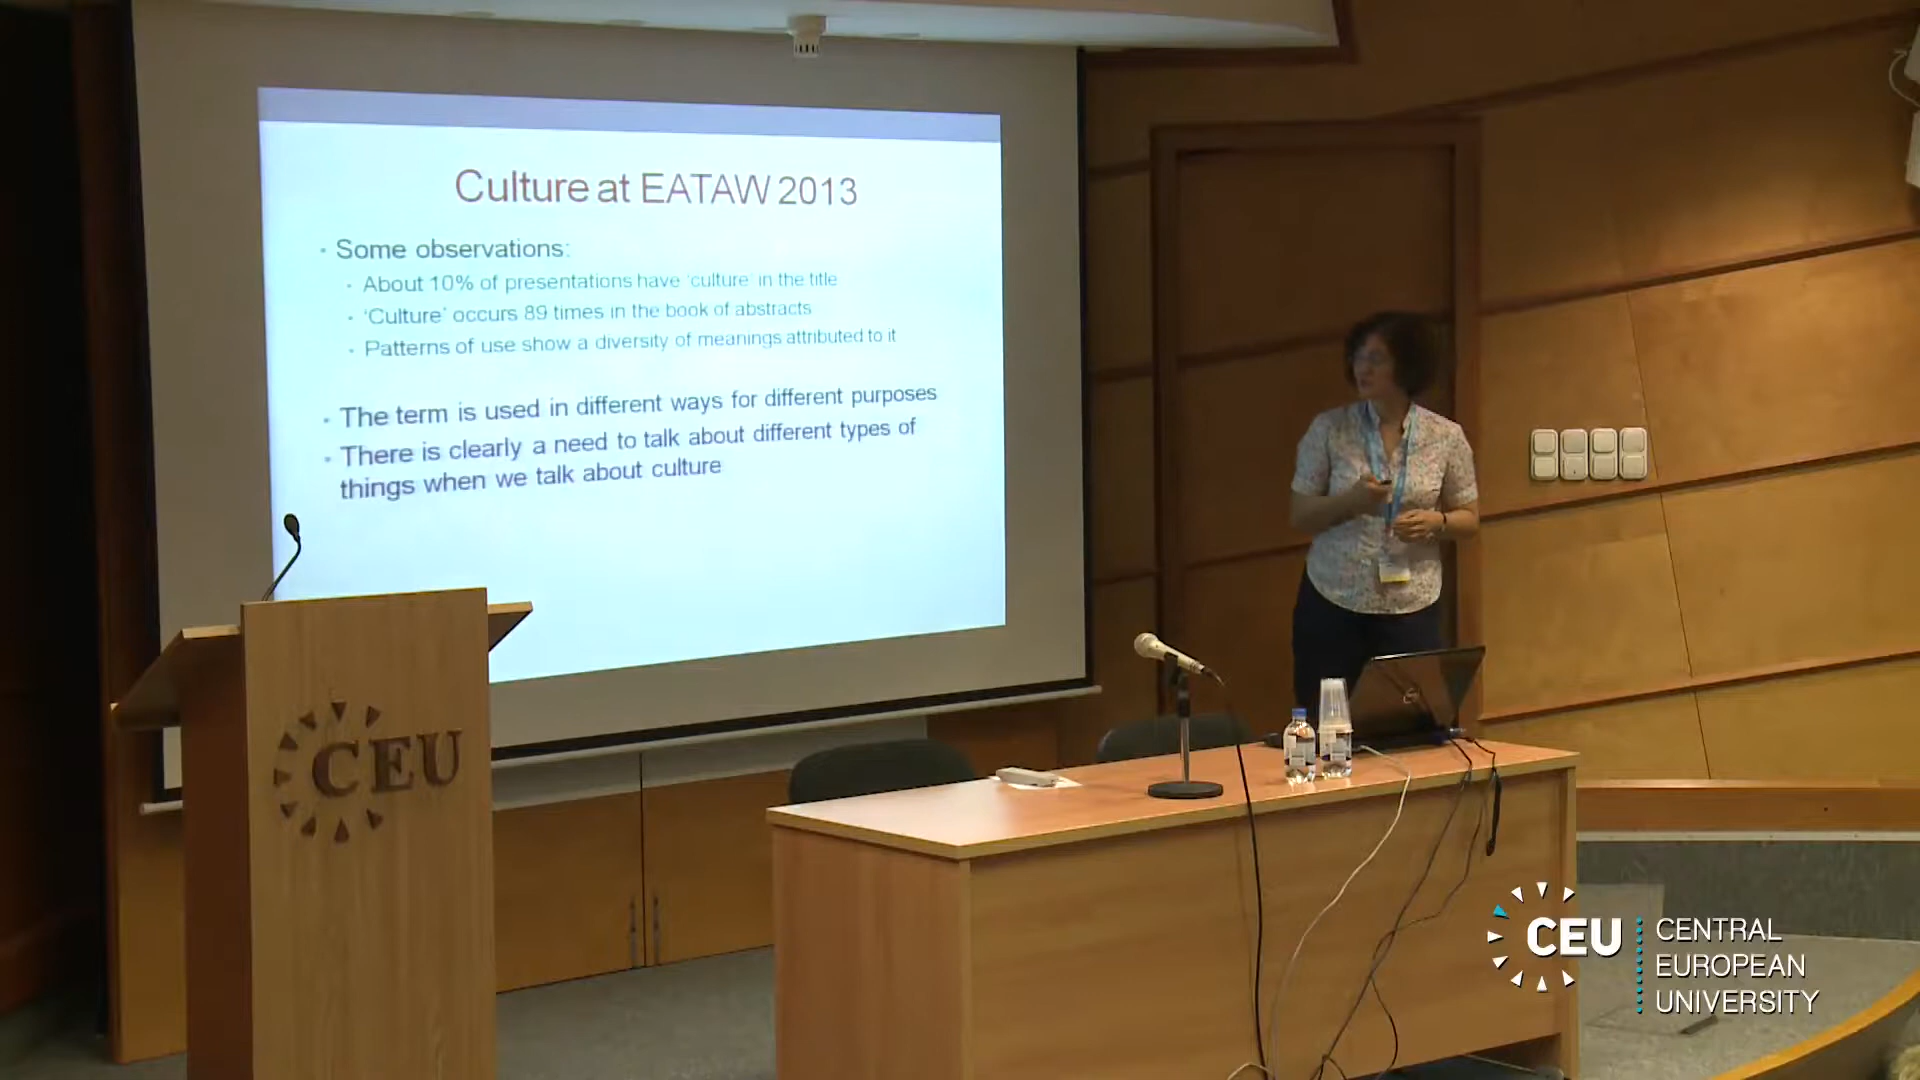 Culture at EATAW 2013
Some observations:
About 10% of presentations have 'culture' in the title
'Culture' occurs 89 times in the book of abstracts
Patterns of use show a diversity of meanings attributed to it
The term is used in different ways for different purposes
There is clearly a need to talk about different types of
things when we talk about culture
CEU
CEU
CENTRAL
EUROPEAN
UNIVERSITY